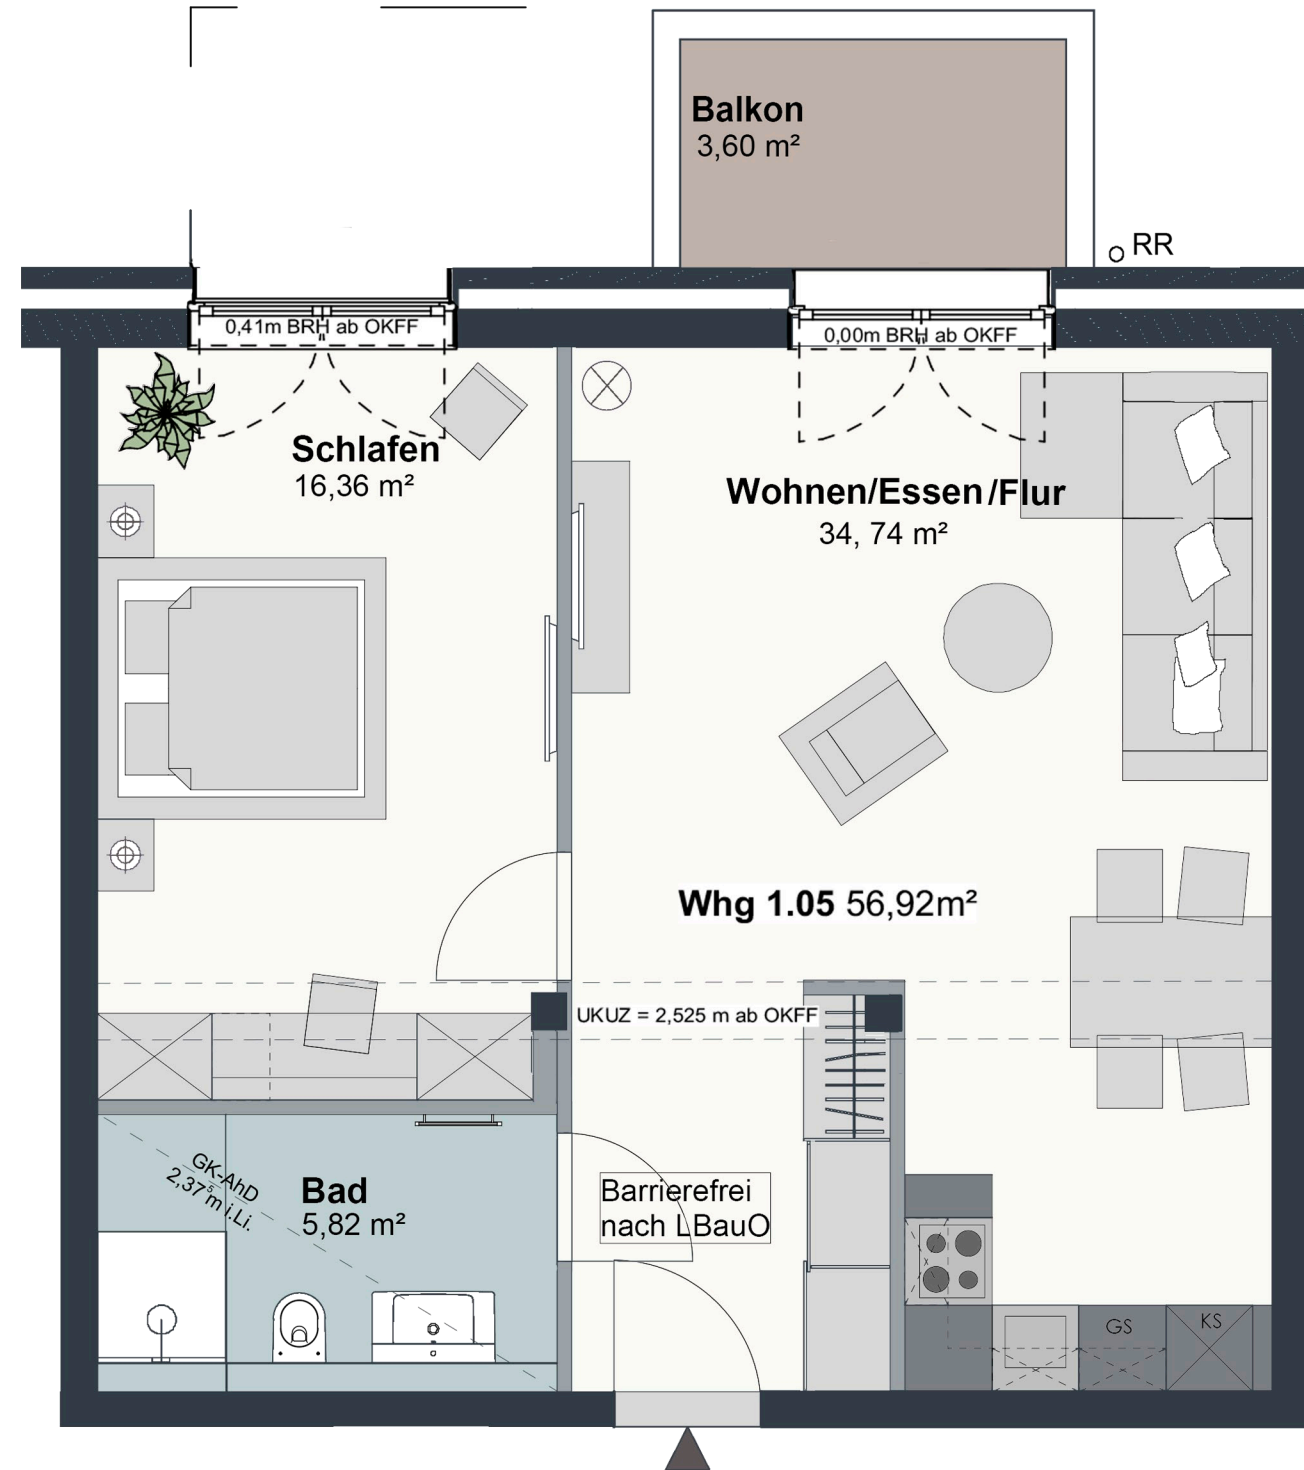 Balkon
3,60 m²
RR
0,41m BRH ab OKFF
0,00m BRH ab OKFF
Schlafen
16,36 m²
Wohnen/Essen/Flur
34, 74 m²
Whg 1.05 56,92m²
UKUZ = 2,525 m ab OKFF
GK-AhD
2,37⁵m i.Li.
Bad
5,82 m²
Barrierefrei
nach LBauO
GS
KS